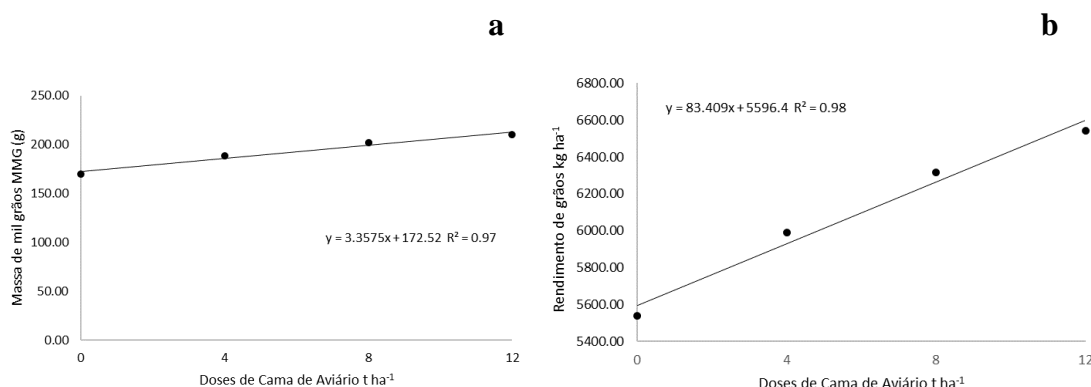 a
Massa de mil grãos MMG (g)
250.00
200.00
150.00
100.00
50.00
0.00
y = 3.3575x + 172.52 R² = 0.97
0 4 8 12
Doses de Cama de Aviário t ha⁻¹
b
Rendimento de grãos kg ha⁻¹
6800.00
6600.00
6400.00
6200.00
6000.00
5800.00
5600.00
5400.00
y = 83.409x + 5596.4 R² = 0.98
0 4 8 12
Doses de Cama de Aviário t ha⁻¹